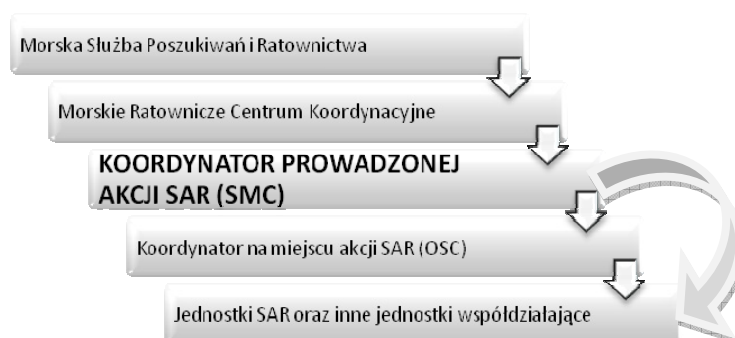 Morska Służba Poszukiwań i Ratownictwa
Morskie Ratownicze Centrum Koordynacyjne
KOORDYNATOR PROWADZONEJ
AKCJI SAR (SMC)
Koordynator na miejscu akcji SAR (OSC)
Jednostki SAR oraz inne jednostki współdziałające